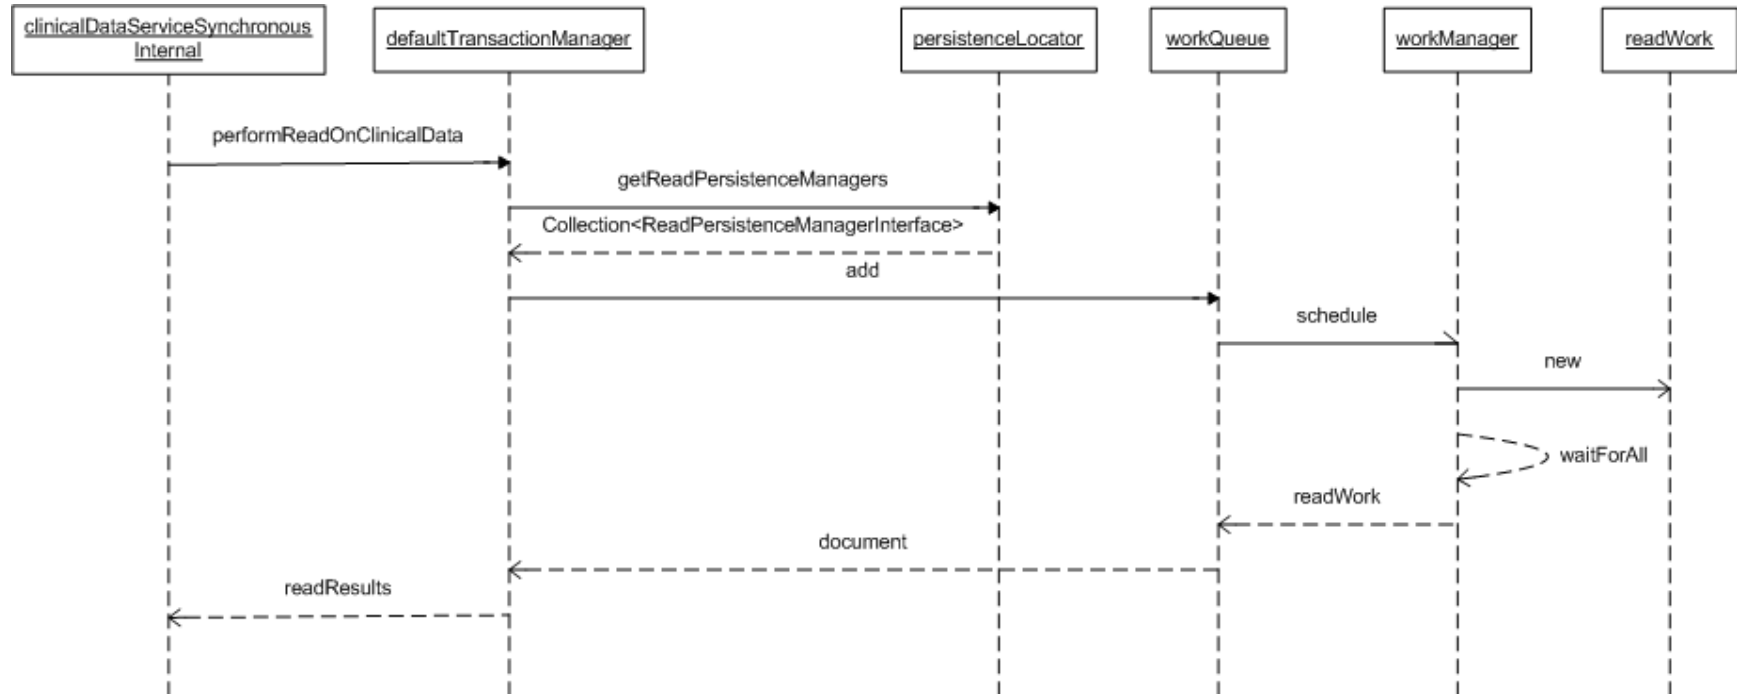 clinicalDataServiceSynchronous
Internal
defaultTransactionManager
persistenceLocator
workQueue
workManager
readWork
performReadOnClinicalData
getReadPersistenceManagers
Collection<ReadPersistenceManagerInterface>
add
schedule
new
waitForAll
readWork
document
readResults